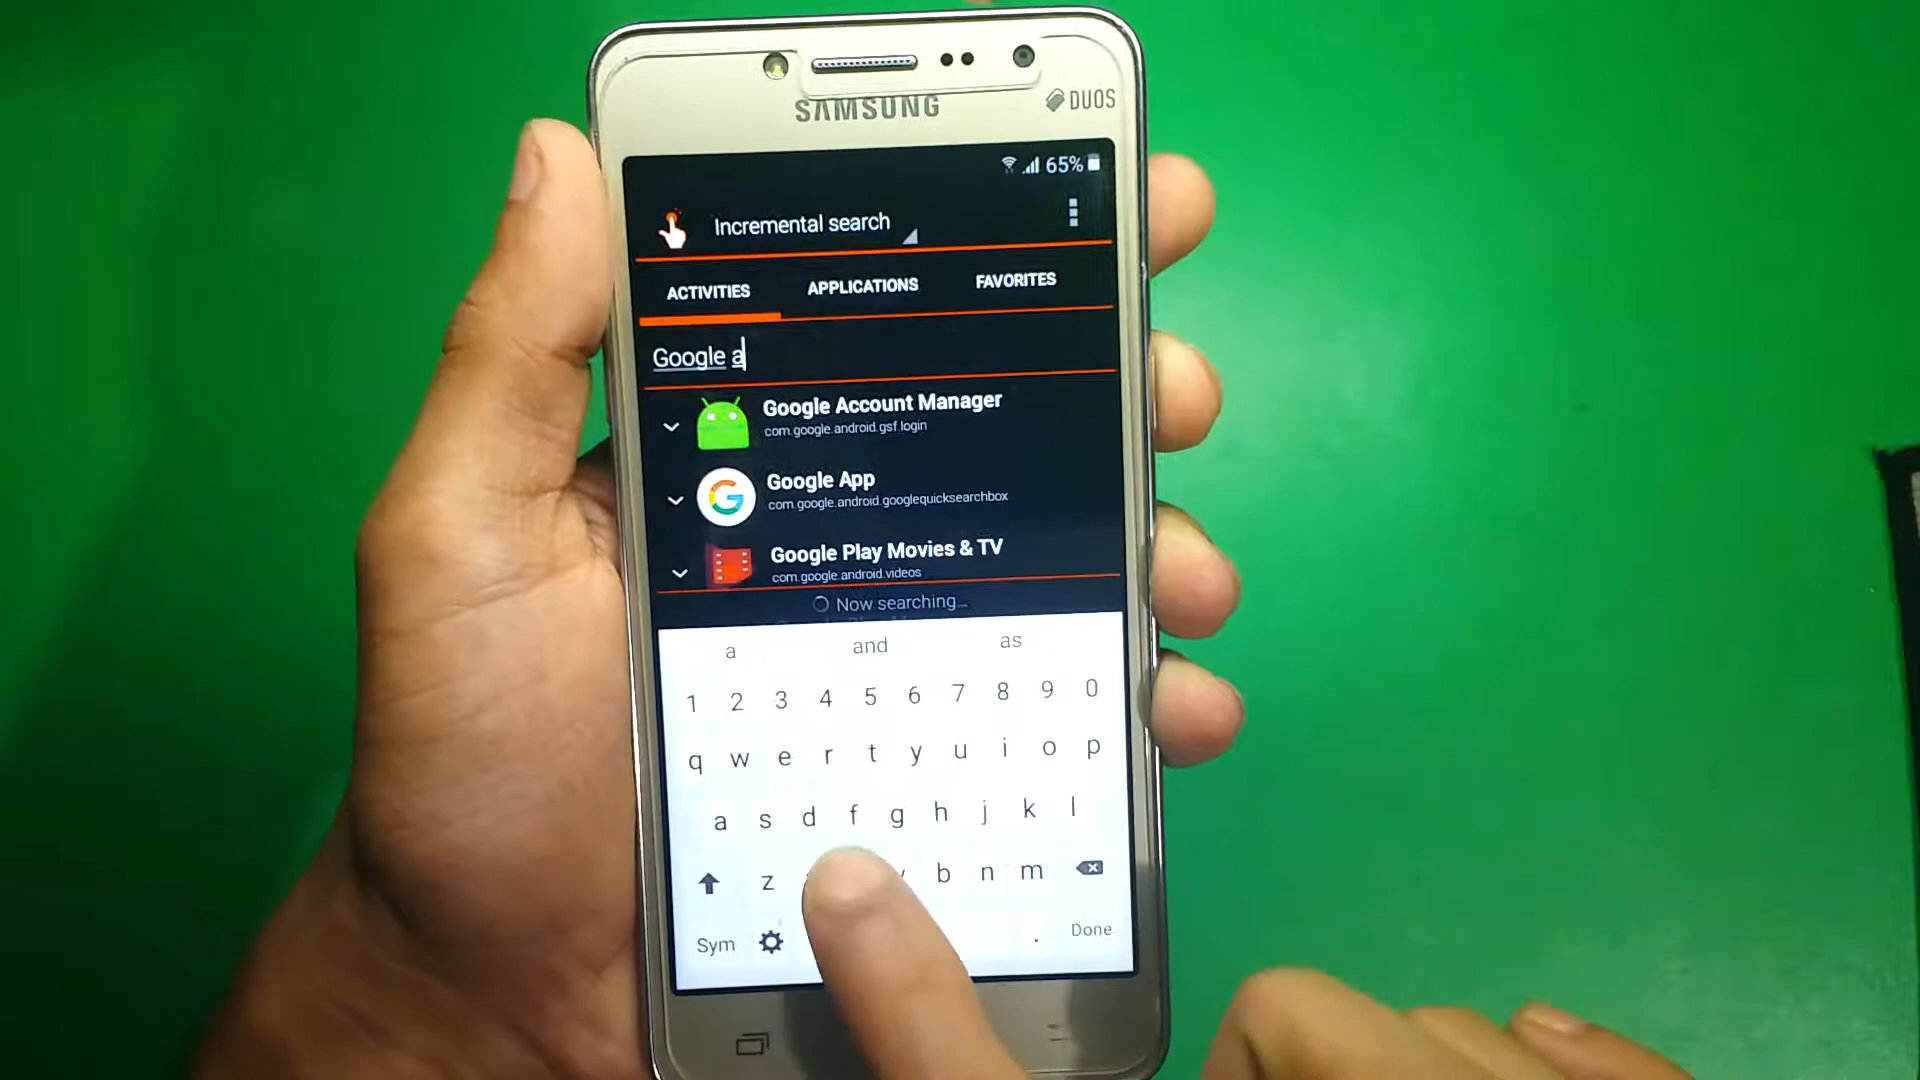 SAMSUNG
DUOS
65%
Incremental search
ACTIVITIES APPLICATIONS FAVORITES
Google a
Google Account Manager
com.google.android.gsf.login
Google App
com.google.android.googlequicksearchbox
Google Play Movies & TV
com.google.android.videos
Now searching...
a and as
1 2 3 4 5 6 7 8 9 0
q w e r t y u i o p
a s d f g h j k l
z b n m
Sym . Done